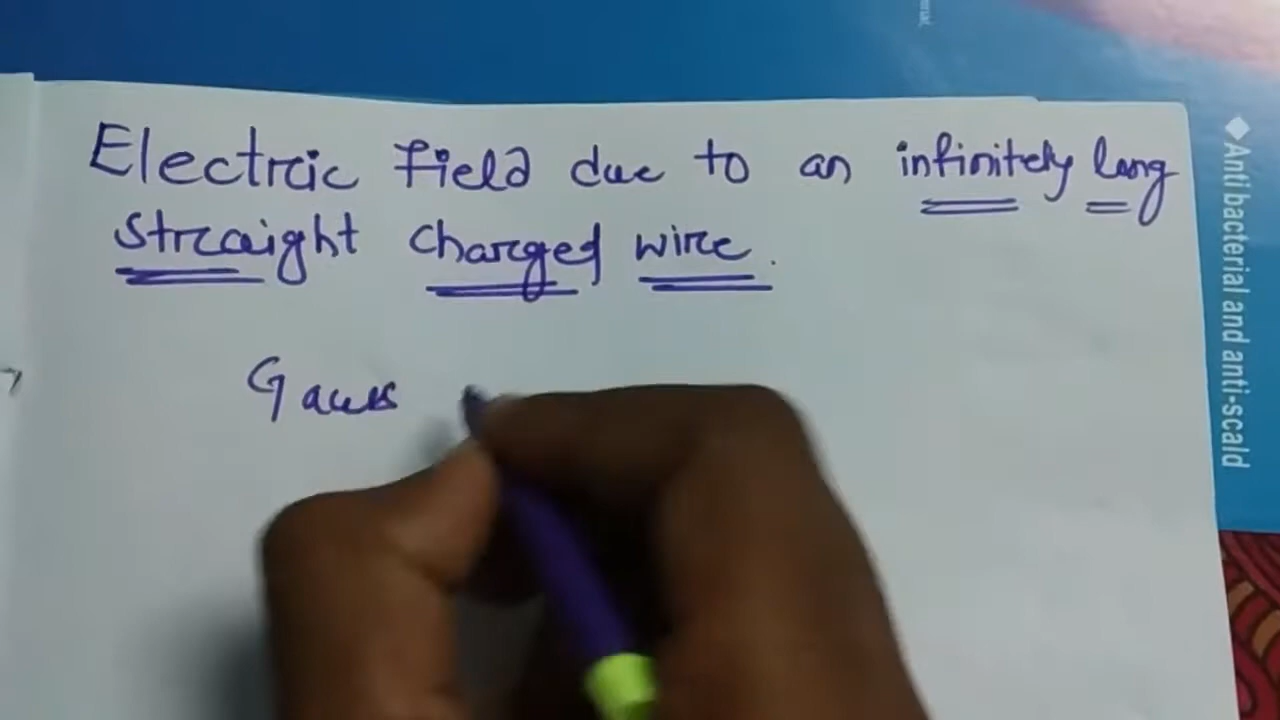 Electric Field due to an infinitely long
straight charged wire.
Gauss
Anti bacterial and anti-scald